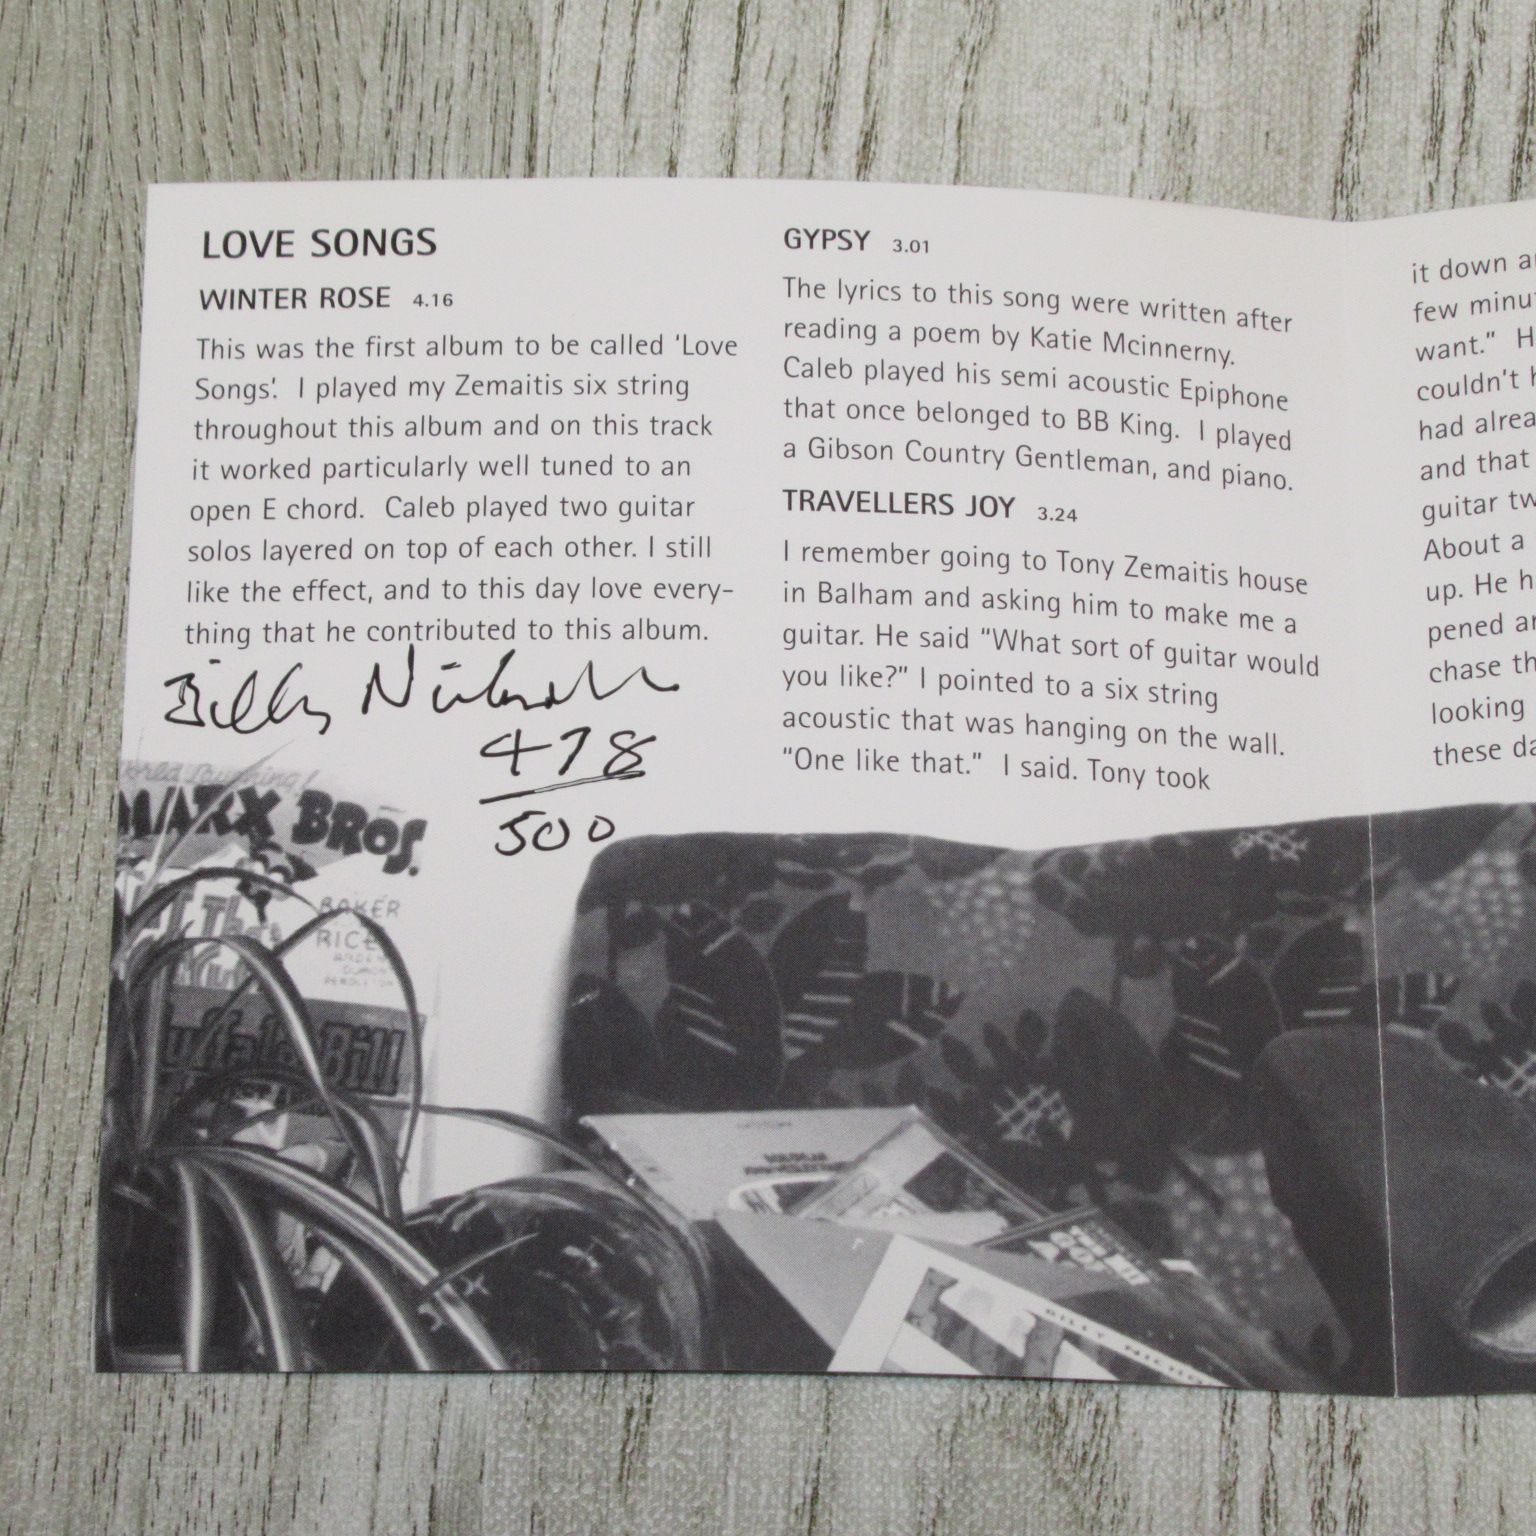 LOVE SONGS
WINTER ROSE 4.16
This was the first album to be called ‘Love
Songs’. I played my Zemaitis six string
throughout this album and on this track
it worked particularly well tuned to an
open E chord. Caleb played two guitar
solos layered on top of each other. I still
like the effect, and to this day love every-
thing that he contributed to this album.
Billy Nicholls
478
500
GYPSY 3.01
The lyrics to this song were written after
reading a poem by Katie Mcinnerny.
Caleb played his semi acoustic Epiphone
that once belonged to BB King. I played
a Gibson Country Gentleman, and piano.
TRAVELLERS JOY 3.24
I remember going to Tony Zemaitis house
in Balham and asking him to make me a
guitar. He said “What sort of guitar would
you like?” I pointed to a six string
acoustic that was hanging on the wall.
“One like that.” I said. Tony took
it down
few
want.”
couldn't
had
and that
guitar
About a
up. He
pened
chase
looking
these
MARX BROS.
BAKER
RICE
Bill
BILLY